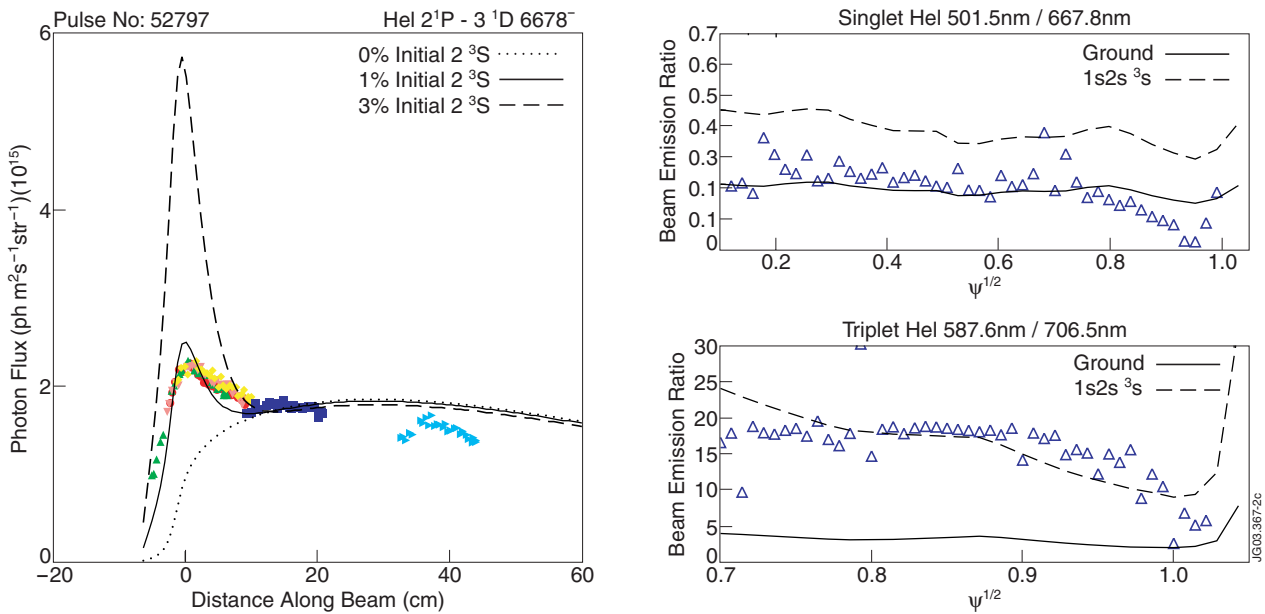 Pulse No: 52797
HeI 2¹P - 3 ¹D 6678⁻
0% Initial 2 ³S
1% Initial 2 ³S
3% Initial 2 ³S
Photon Flux (ph m²s⁻¹str⁻¹)(10¹⁵)
6
4
2
0
−20
0
20
40
60
Distance Along Beam (cm)
Singlet HeI 501.5nm / 667.8nm
Ground
1s2s ³s
Beam Emission Ratio
0.7
0.6
0.5
0.4
0.3
0.1
0.1
0
0.2
0.4
0.6
0.8
1.0
Ψ¹/²
Triplet HeI 587.6nm / 706.5nm
Ground
1s2s ³s
Beam Emission Ratio
30
25
20
15
10
5
0
0.7
0.8
0.9
1.0
Ψ¹/²
JG03.367-2c